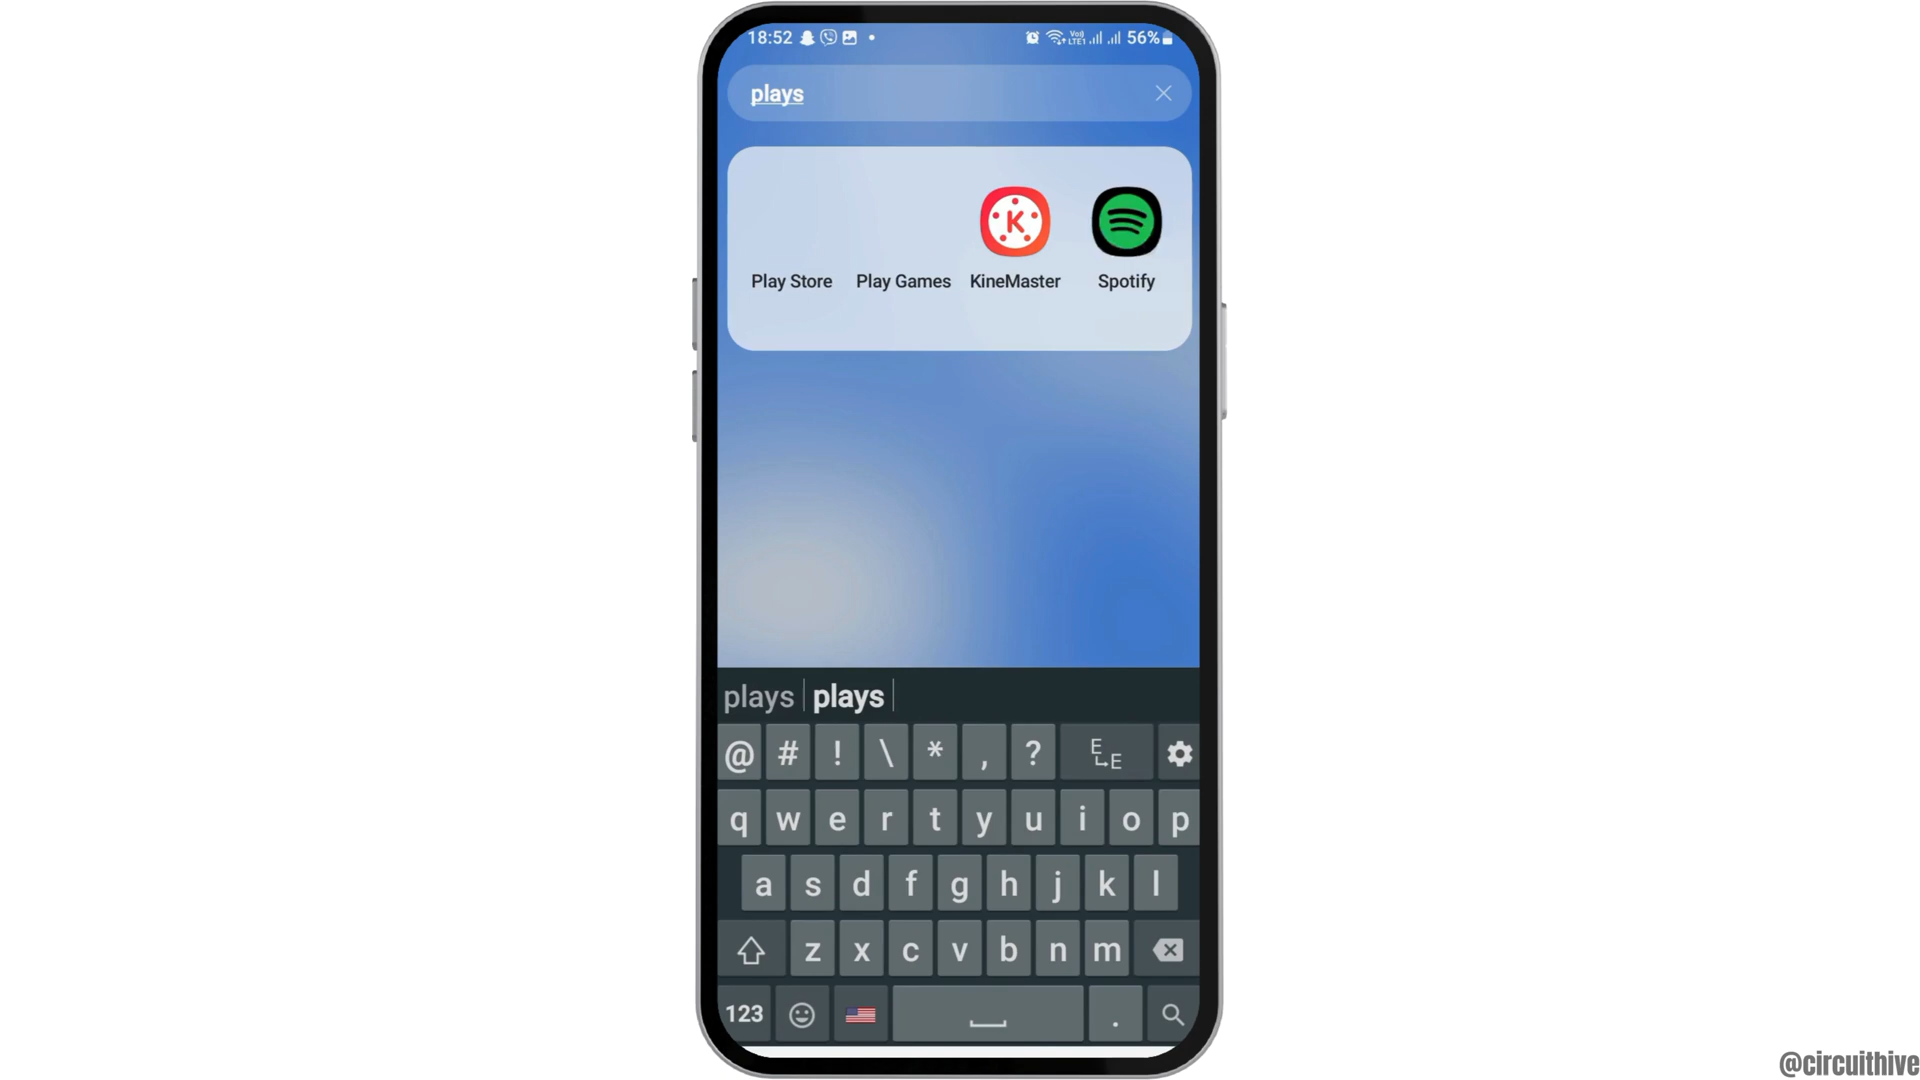 18:52 56%
plays
K
Play Store Play Games KineMaster Spotify
plays plays
@ # ! \ * , ? E E
q w e r t y u i o p
a s d f g h j k l
z x c v b n m
123 .
@circuithive